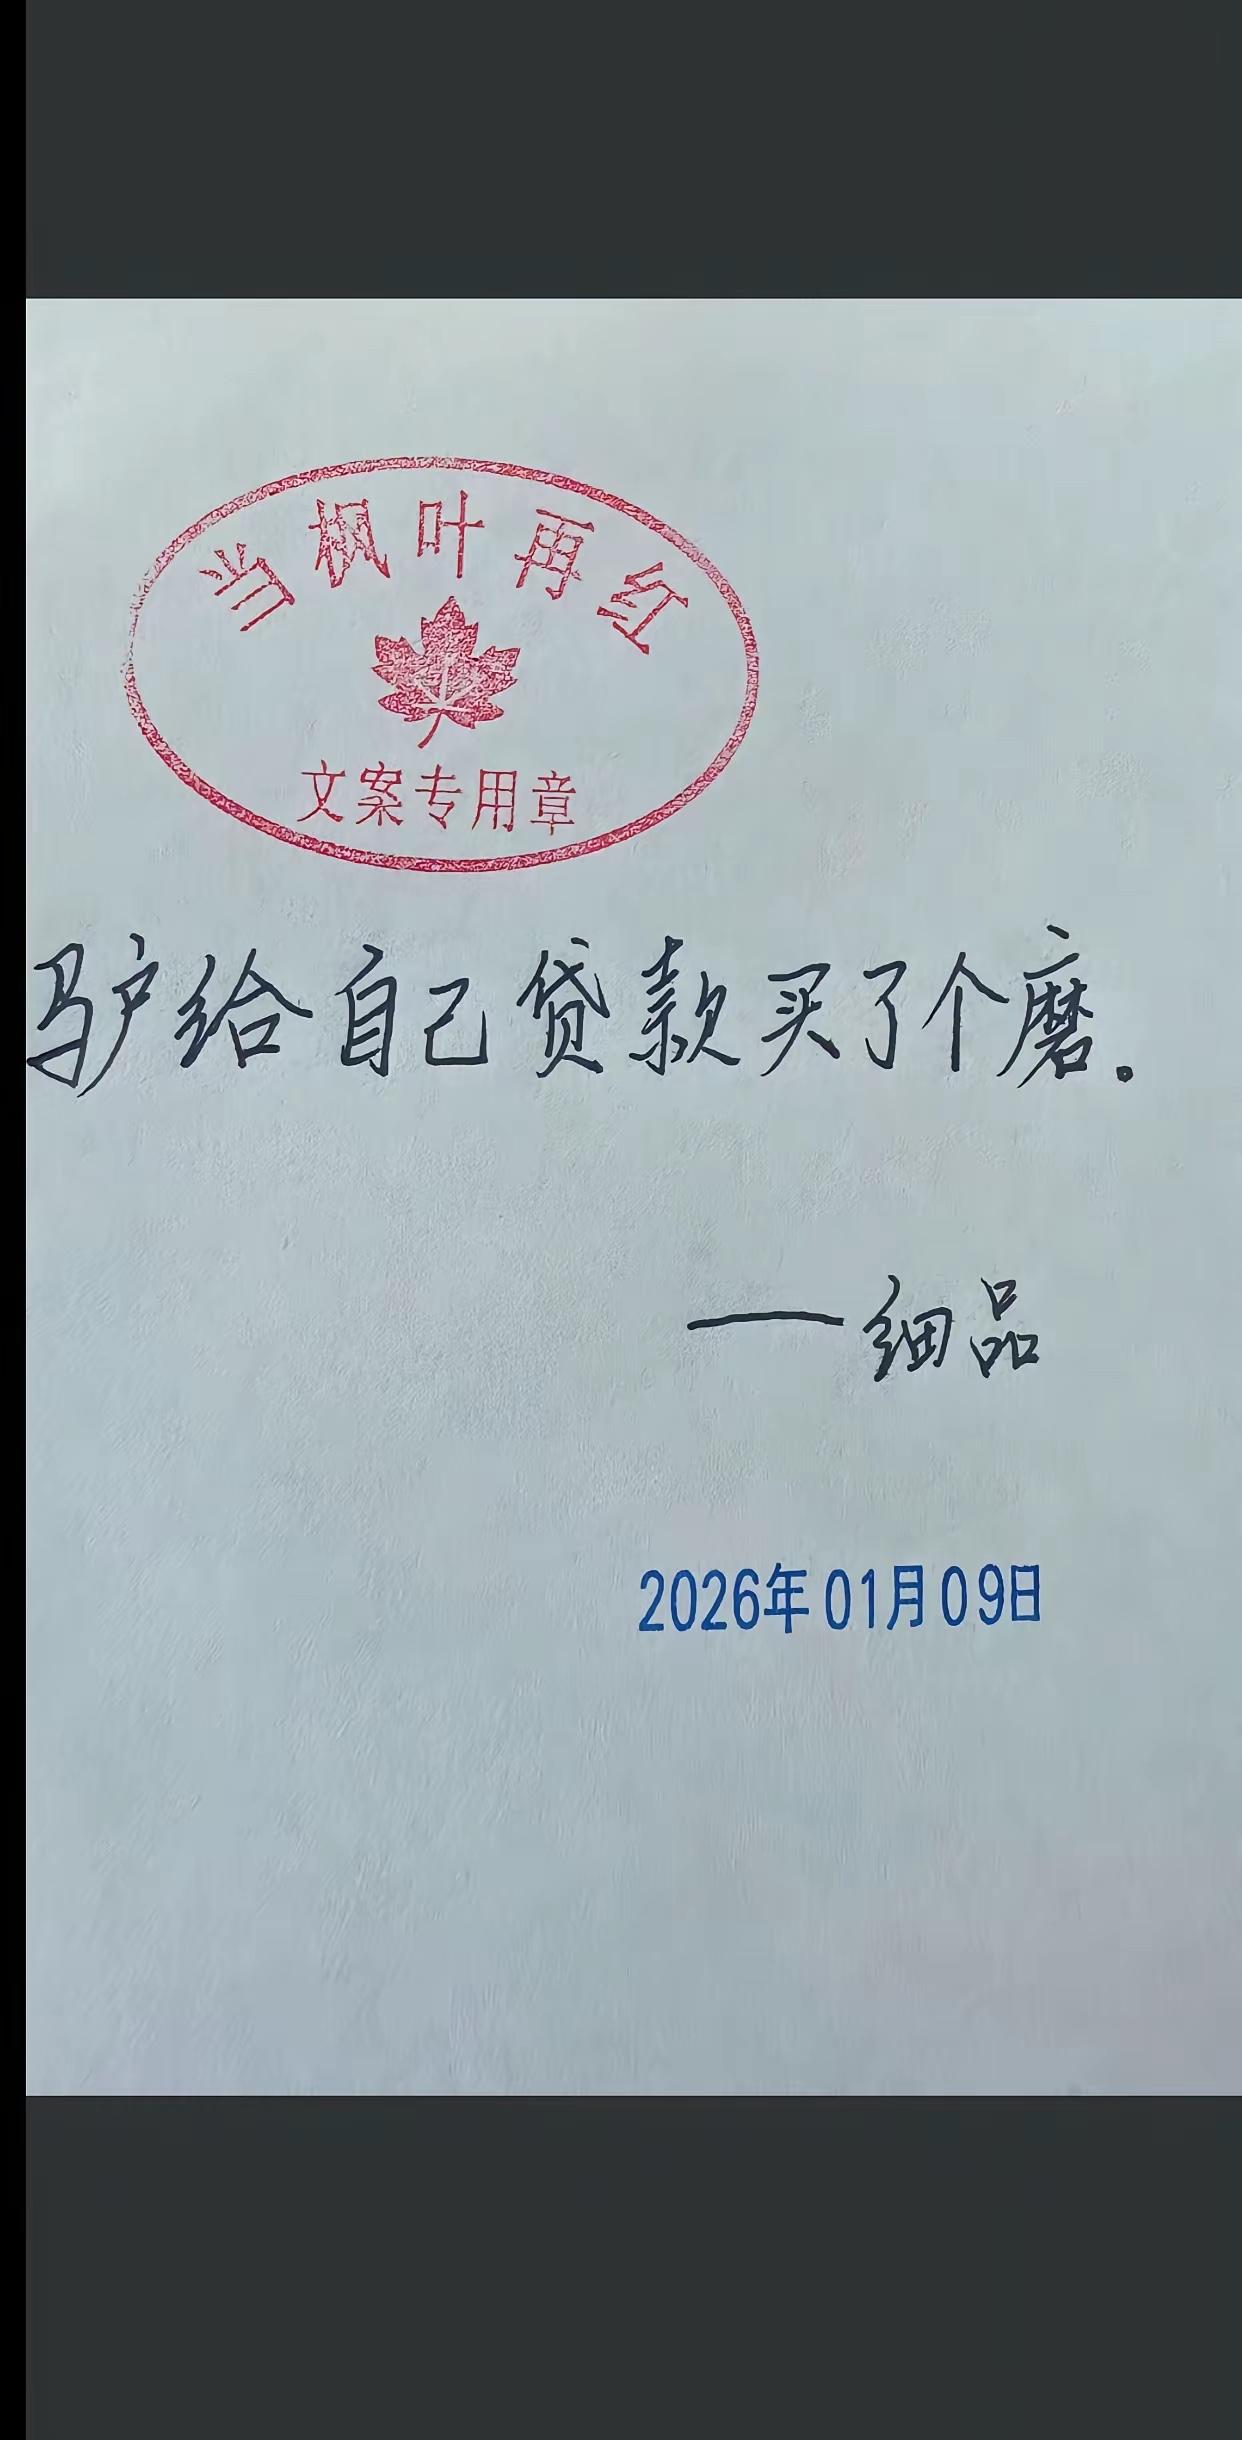 当枫叶再红
文案专用章
驴给自己贷款买了个磨。
——细品
2026年01月09日